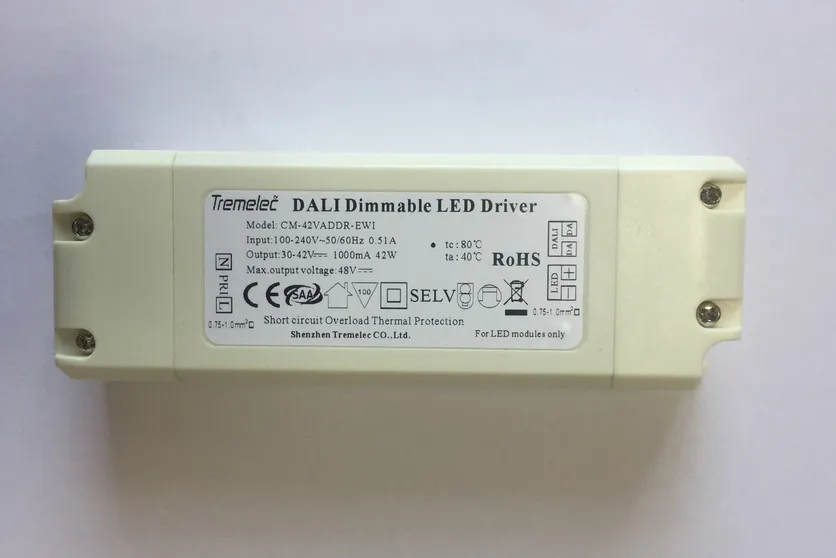 Tremelec DALI Dimmable LED Driver
Model: CM-42VADDR-EWI
Input:100-240V~50/60Hz 0.51A
Output:30-42V⎓ 1000mA 42W
Max.output voltage:48V⎓
tc:80℃
ta:40℃
RoHS
N
PRI
L
0.75-1.0mm²
CE SAA 100 SELV
DALI
DA
DA
LED
+
−
0.75-1.0mm²
Short circuit Overload Thermal Protection
For LED modules only
Shenzhen Tremelec CO.,Ltd.